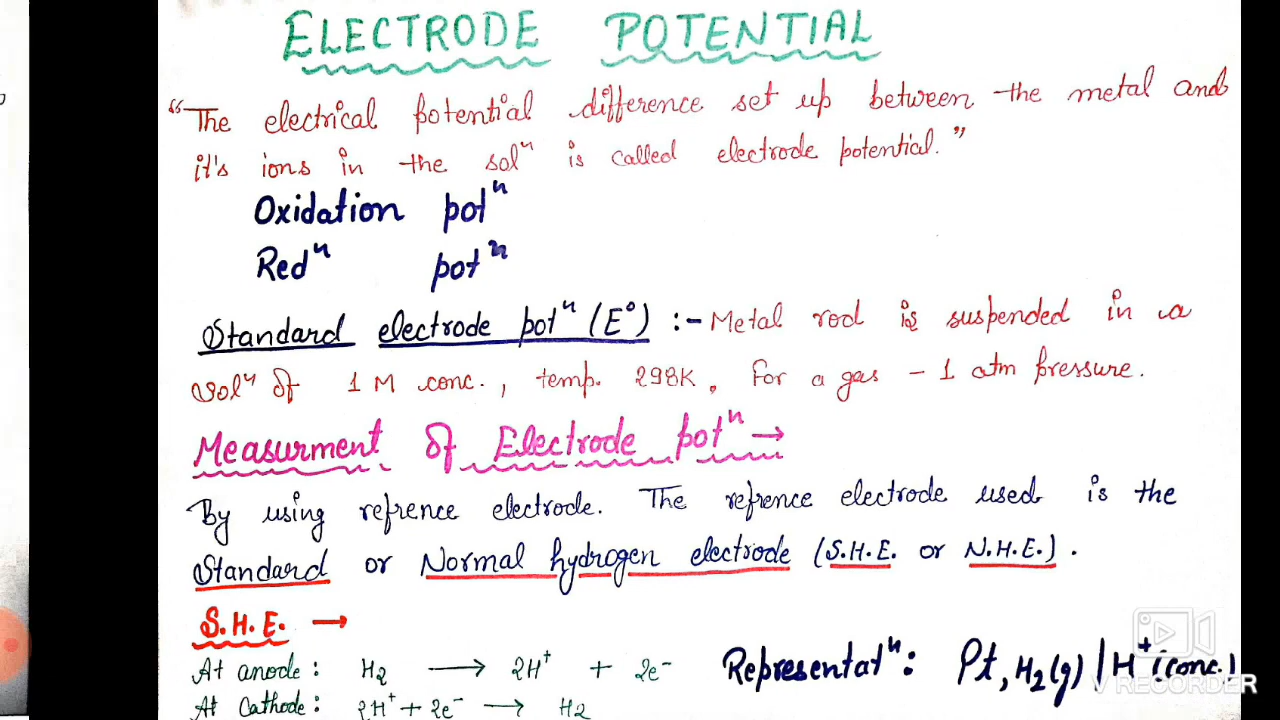 ELECTRODE POTENTIAL
“The electrical potential difference set up between the metal and
it's ions in the solⁿ is called electrode potential.”
Oxidation potⁿ
Redⁿ potⁿ
Standard electrode potⁿ (E°) :- Metal rod is suspended in a
solⁿ of 1 M conc., temp. 298K. For a gas - 1 atm pressure.
Measurment of Electrode potⁿ →
By using refrence electrode. The refrence electrode used is the
Standard or Normal hydrogen electrode (S.H.E. or N.H.E.).
S.H.E. →
At anode: H₂ → 2H⁺ + 2e⁻
At Cathode: 2H⁺ + 2e⁻ → H₂
Representatⁿ: Pt, H₂(g) | H⁺ (conc.)
V RECORDER